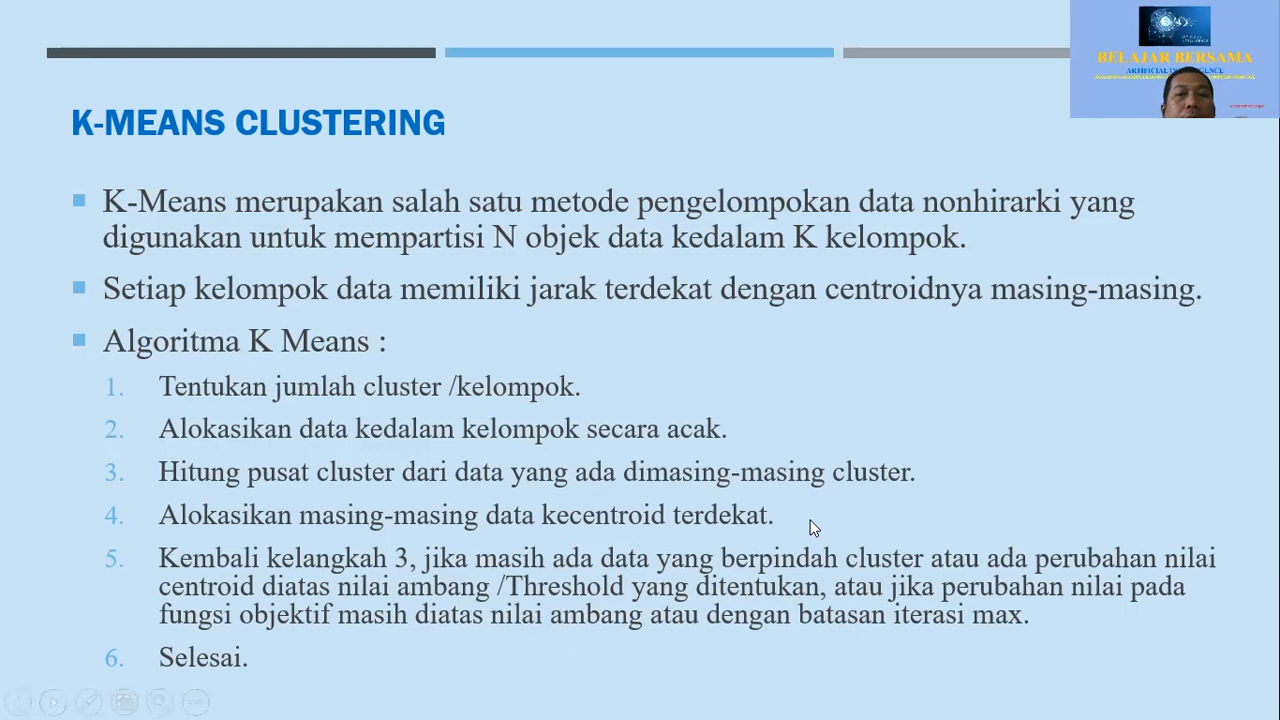 BELAJAR BERSAMA
ARTIFICIAL INTELLIGENCE
K-MEANS CLUSTERING
K-Means merupakan salah satu metode pengelompokan data nonhirarki yang
digunakan untuk mempartisi N objek data kedalam K kelompok.
Setiap kelompok data memiliki jarak terdekat dengan centroidnya masing-masing.
Algoritma K Means :
1. Tentukan jumlah cluster /kelompok.
2. Alokasikan data kedalam kelompok secara acak.
3. Hitung pusat cluster dari data yang ada dimasing-masing cluster.
4. Alokasikan masing-masing data kecentroid terdekat.
5. Kembali kelangkah 3, jika masih ada data yang berpindah cluster atau ada perubahan nilai
centroid diatas nilai ambang /Threshold yang ditentukan, atau jika perubahan nilai pada
fungsi objektif masih diatas nilai ambang atau dengan batasan iterasi max.
6. Selesai.